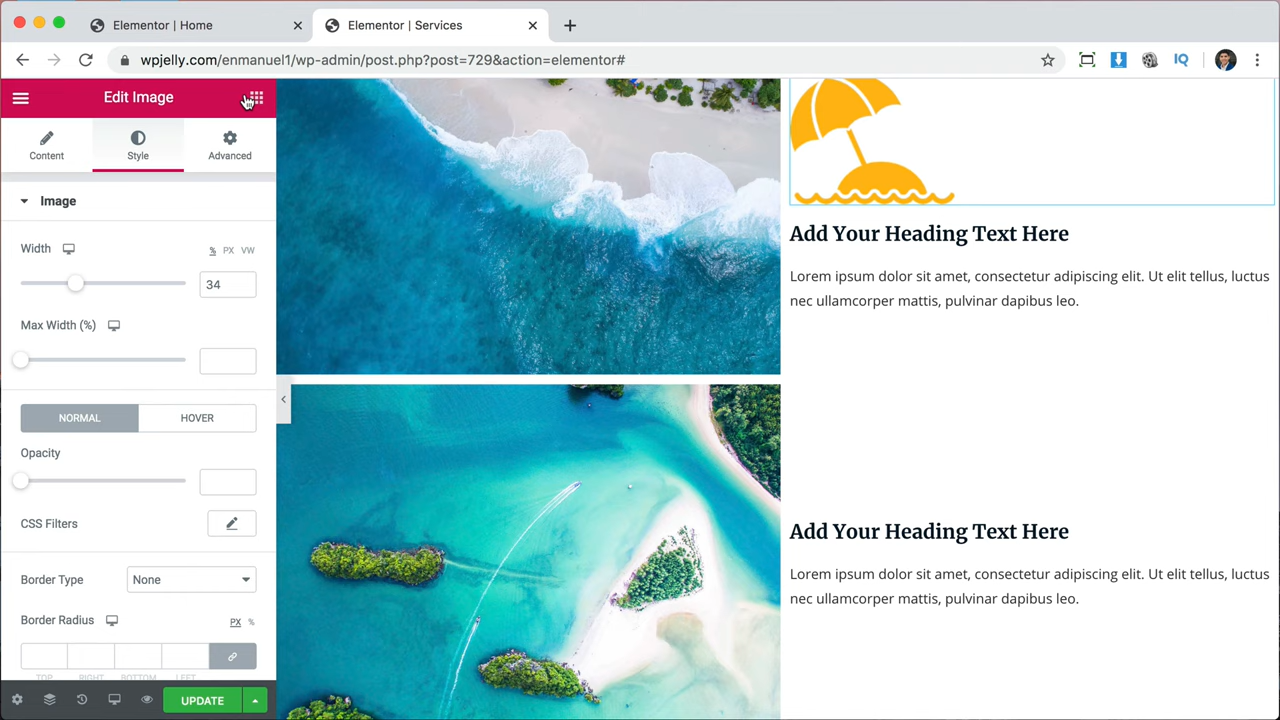 Elementor | Home
Elementor | Services
wpjelly.com/enmanuel1/wp-admin/post.php?post=729&action=elementor#
IQ
Edit Image
Content
Style
Advanced
Image
Width
% PX VW
34
Max Width (%)
NORMAL
HOVER
Opacity
CSS Filters
Border Type
None
Border Radius
PX %
TOP RIGHT BOTTOM LEFT
UPDATE
Add Your Heading Text Here
Lorem ipsum dolor sit amet, consectetur adipiscing elit. Ut elit tellus, luctus
nec ullamcorper mattis, pulvinar dapibus leo.
Add Your Heading Text Here
Lorem ipsum dolor sit amet, consectetur adipiscing elit. Ut elit tellus, luctus
nec ullamcorper mattis, pulvinar dapibus leo.